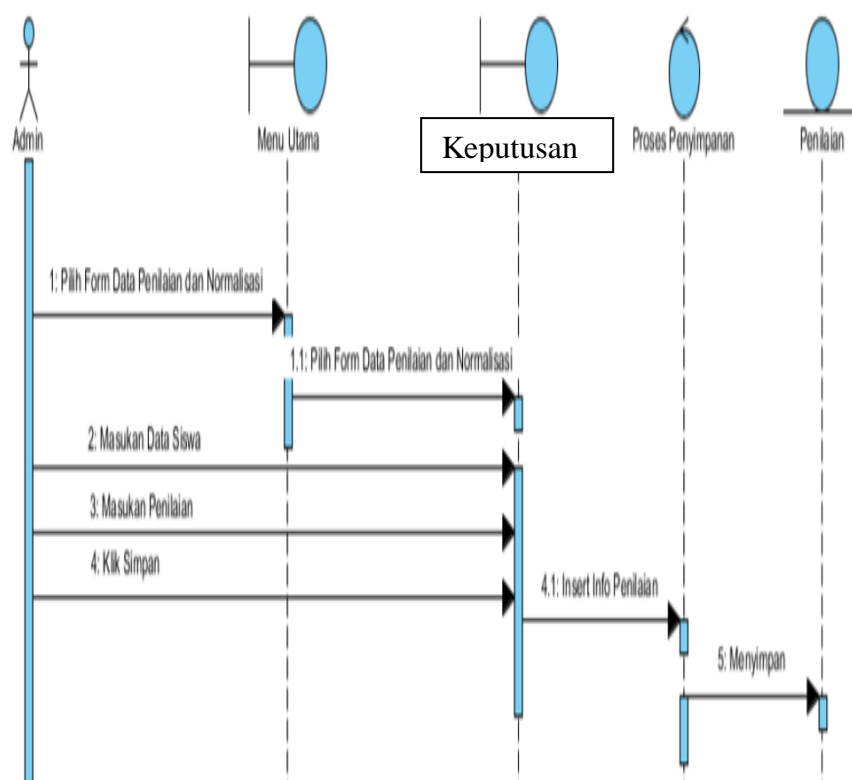 Admin
Menu Utama
Keputusan
Proses Penyimpanan
Penilaian
1: Pilih Form Data Penilaian dan Normalisasi
1.1: Pilih Form Data Penilaian dan Normalisasi
2: Masukan Data Siswa
3: Masukan Penilaian
4: Klik Simpan
4.1: Insert Info Penilaian
5: Menyimpan